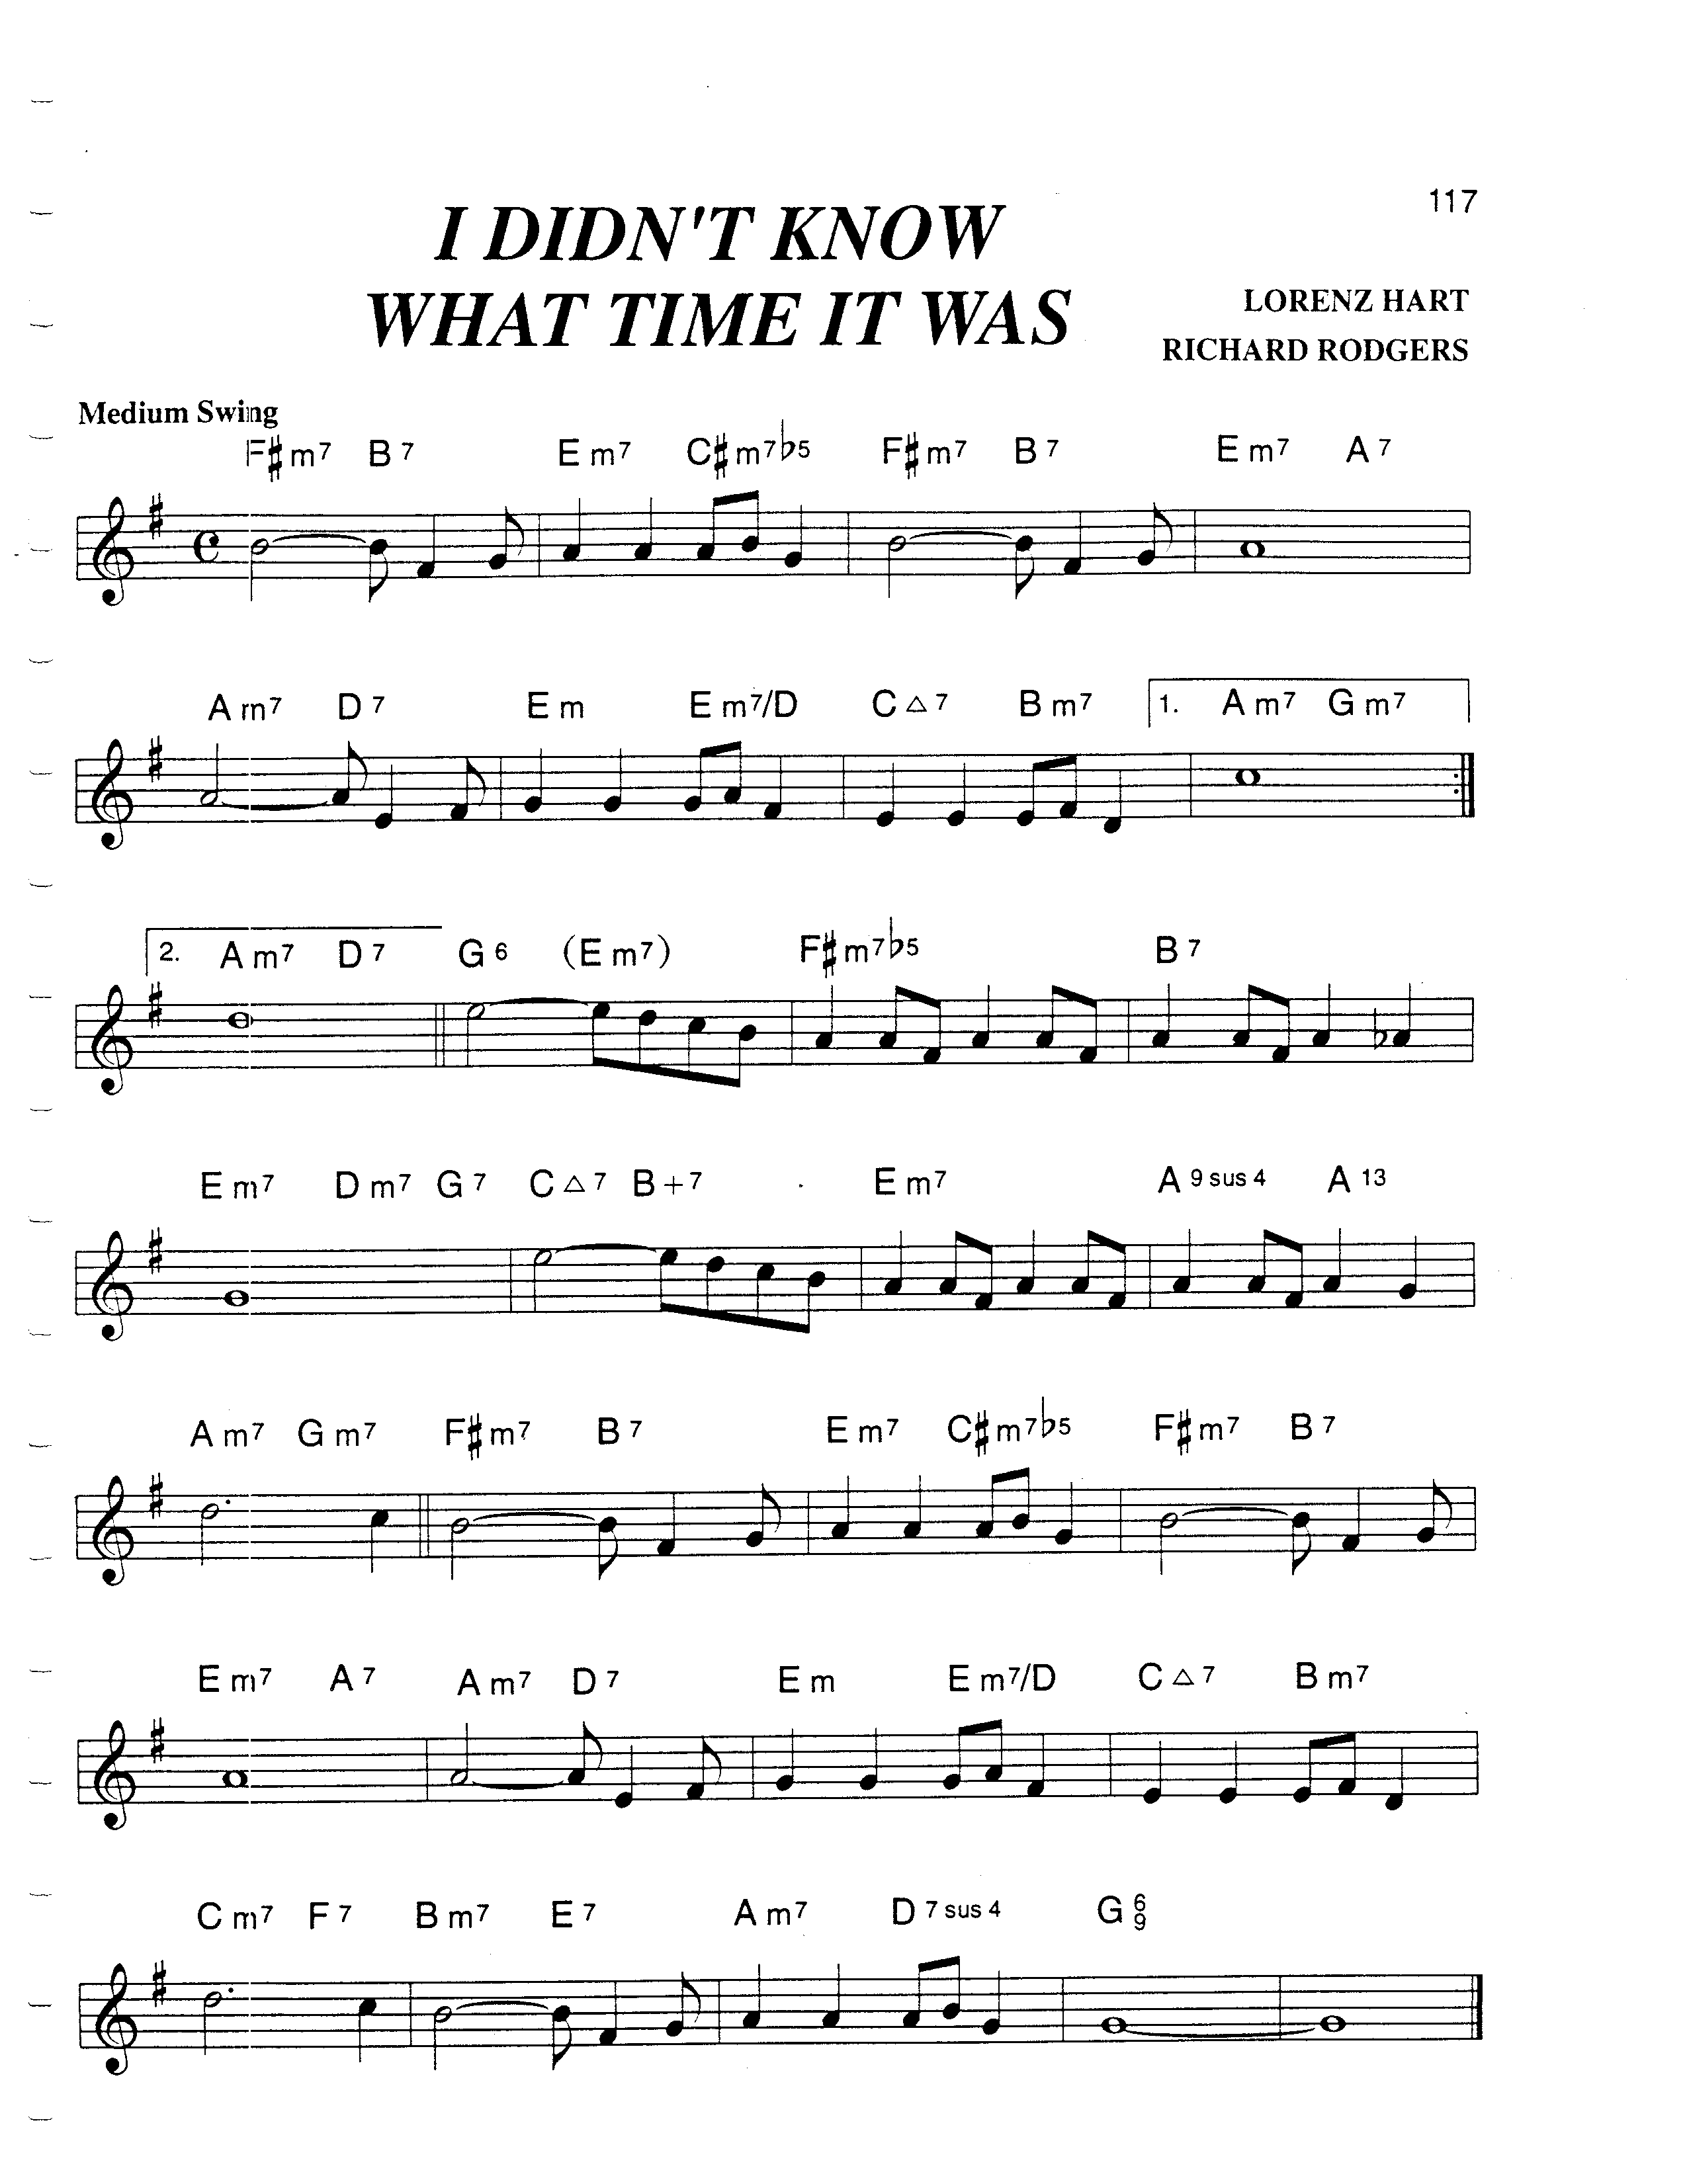 117
I DIDN'T KNOW
WHAT TIME IT WAS
LORENZ HART
RICHARD RODGERS
Medium Swing
F♯m7 B7 Em7 C♯m7♭5 F♯m7 B7 Em7 A7
Am7 D7 Em Em7/D C△7 Bm7 1. Am7 Gm7
2. Am7 D7 G6 (Em7) F♯m7♭5 B7
Em7 Dm7 G7 C△7 B+7 Em7 A9sus4 A13
Am7 Gm7 F♯m7 B7 Em7 C♯m7♭5 F♯m7 B7
Em7 A7 Am7 D7 Em Em7/D C△7 Bm7
Cm7 F7 Bm7 E7 Am7 D7sus4 G6/9